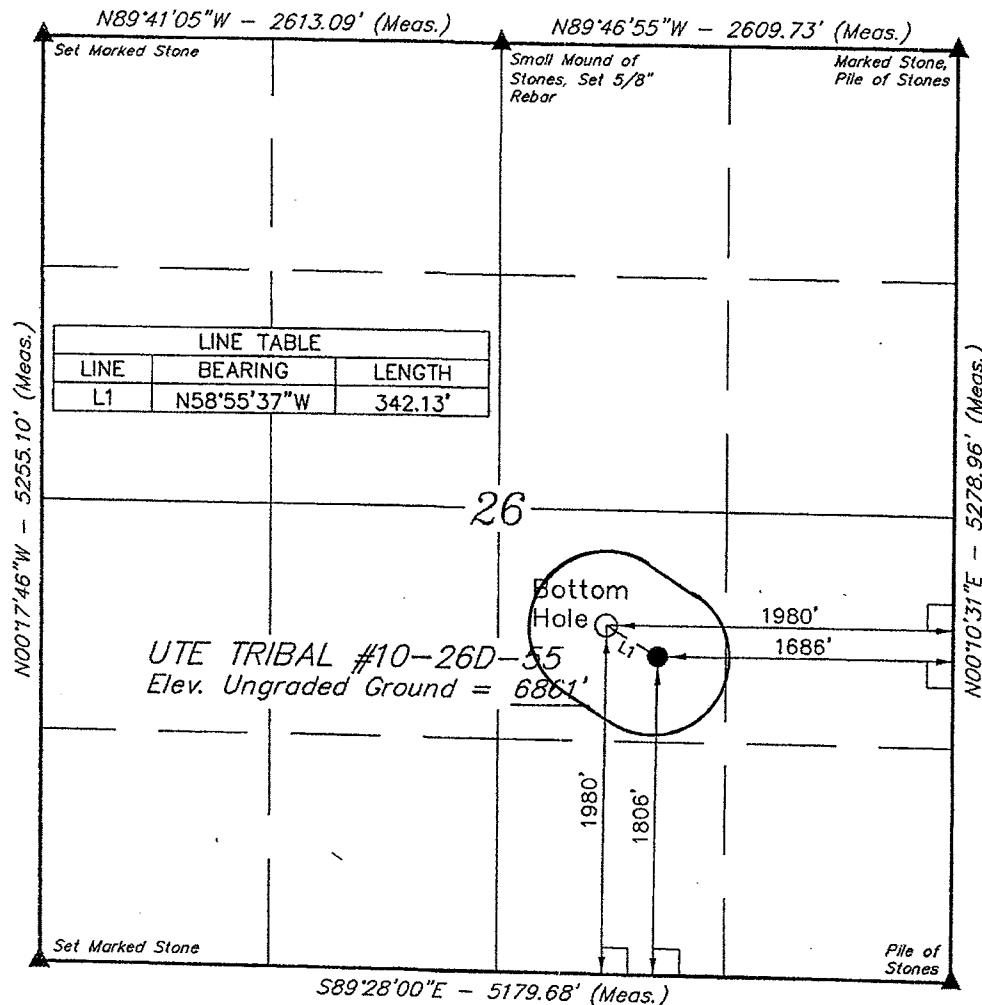 N89°41'05"W - 2613.09' (Meas.)
N89°46'55"W - 2609.73' (Meas.)
Set Marked Stone
Small Mound of
Stones, Set 5/8"
Rebar
Marked Stone,
Pile of Stones
LINE TABLE
LINE BEARING LENGTH
L1 N58°55'37"W 342.13'
N00°17'46"W - 5255.10' (Meas.)
N00°10'31"E - 5278.96' (Meas.)
26
Bottom
Hole
1980'
L1
1686'
UTE TRIBAL #10-26D-55
Elev. Ungraded Ground = 6861'
1980'
1806'
Set Marked Stone
Pile of
Stones
S89°28'00"E - 5179.68' (Meas.)